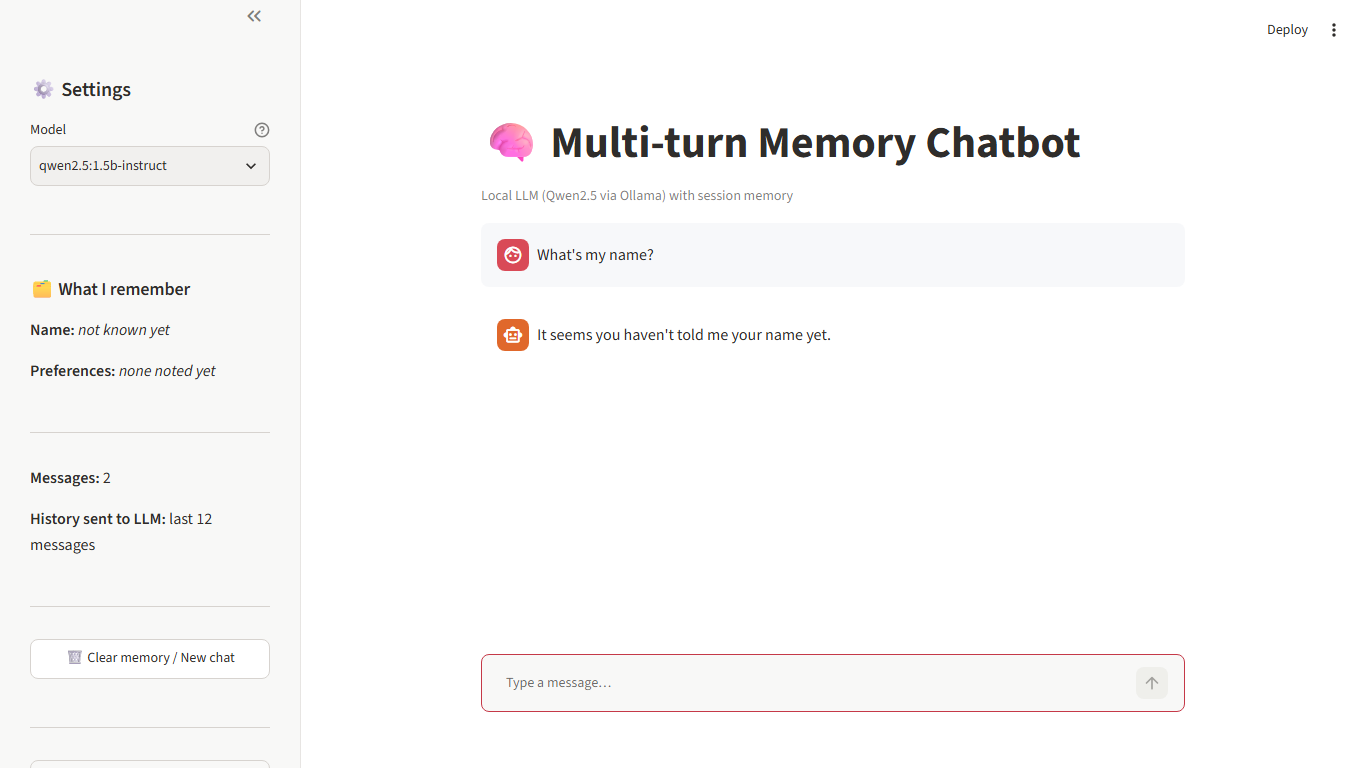 Deploy
Settings
Model
qwen2.5:1.5b-instruct
What I remember
Name: not known yet
Preferences: none noted yet
Messages: 2
History sent to LLM: last 12
messages
Clear memory / New chat
Multi-turn Memory Chatbot
Local LLM (Qwen2.5 via Ollama) with session memory
What's my name?
It seems you haven't told me your name yet.
Type a message…